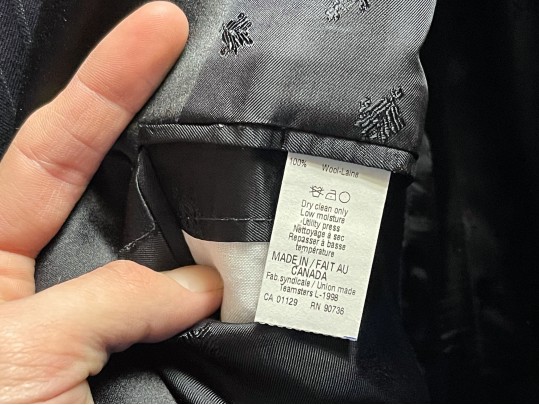 100% Wool-Laine
Dry clean only
Low moisture
Utility press
Nettoyage à sec
Repasser à basse
température
MADE IN / FAIT AU
CANADA
Fab.syndicale / Union made
Teamsters L-1998
CA 01129 RN 90736